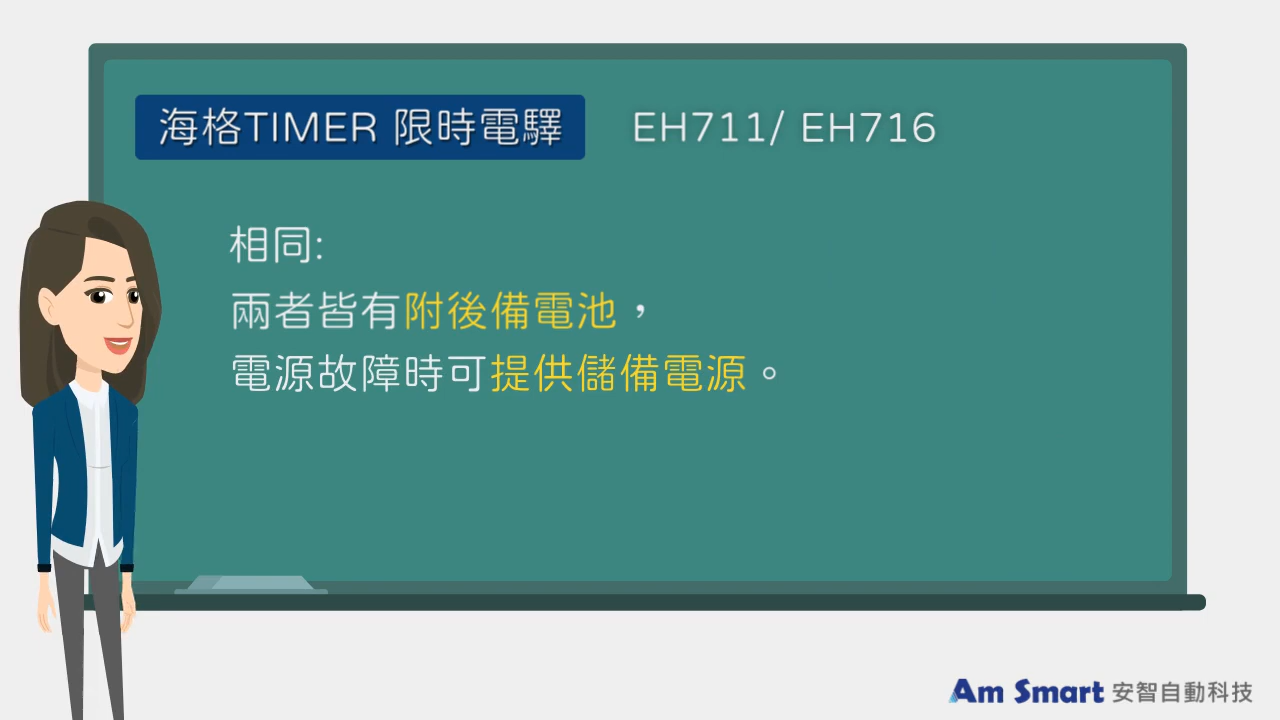 海格TIMER 限時電驛 EH711/ EH716
相同:
兩者皆有附後備電池，
電源故障時可提供儲備電源。
Am Smart 安智自動科技